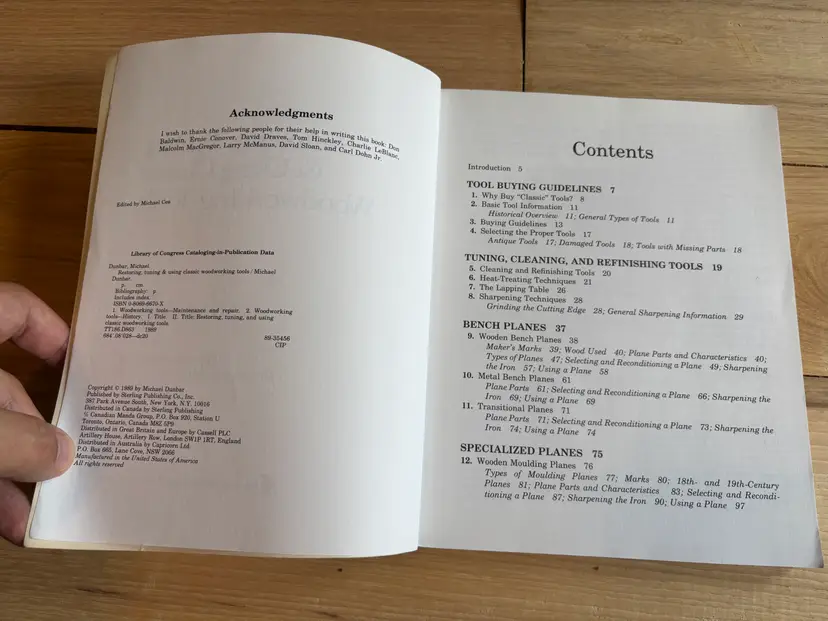 Acknowledgments
I wish to thank the following people for their help in writing this book: Don
Baldwin, Ernie Conover, David Draves, Tom Hinckley, Charlie LeBlanc,
Malcolm MacGregor, Larry McManus, David Sloan, and Carl Dohn Jr.
Edited by Michael Cea
Library of Congress Cataloging-in-Publication Data
Dunbar, Michael.
Restoring, tuning & using classic woodworking tools / Michael
Dunbar.
p. cm
Bibliography: p.
Includes index.
ISBN 0-8069-6670-X
1. Woodworking tools—Maintenance and repair. 2. Woodworking
tools—History. I. Title. II. Title: Restoring, tuning, and using
classic woodworking tools.
TT186.D863 1989
684'.08'028—dc20 89-35456
CIP
Copyright © 1989 by Michael Dunbar
Published by Sterling Publishing Co., Inc.
387 Park Avenue South, New York, N.Y. 10016
Distributed in Canada by Sterling Publishing
% Canadian Manda Group, P.O. Box 920, Station U
Toronto, Ontario, Canada M8Z 5P9
Distributed in Great Britain and Europe by Cassell PLC
Artillery House, Artillery Row, London SW1P 1RT, England
Distributed in Australia by Capricorn Ltd.
P.O. Box 665, Lane Cove, NSW 2066
Manufactured in the United States of America
All rights reserved
Contents
Introduction 5
TOOL BUYING GUIDELINES 7
1. Why Buy "Classic" Tools? 8
2. Basic Tool Information 11
Historical Overview 11; General Types of Tools 11
3. Buying Guidelines 13
4. Selecting the Proper Tools 17
Antique Tools 17; Damaged Tools 18; Tools with Missing Parts 18
TUNING, CLEANING, AND REFINISHING TOOLS 19
5. Cleaning and Refinishing Tools 20
6. Heat-Treating Techniques 21
7. The Lapping Table 26
8. Sharpening Techniques 28
Grinding the Cutting Edge 28; General Sharpening Information 29
BENCH PLANES 37
9. Wooden Bench Planes 38
Maker's Marks 39; Wood Used 40; Plane Parts and Characteristics 40;
Types of Planes 47; Selecting and Reconditioning a Plane 49; Sharpening
the Iron 57; Using a Plane 58
10. Metal Bench Planes 61
Plane Parts 61; Selecting and Reconditioning a Plane 66; Sharpening the
Iron 69; Using a Plane 69
11. Transitional Planes 71
Plane Parts 71; Selecting and Reconditioning a Plane 73; Sharpening the
Iron 74; Using a Plane 74
SPECIALIZED PLANES 75
12. Wooden Moulding Planes 76
Types of Moulding Planes 77; Marks 80; 18th- and 19th-Century
Planes 81; Plane Parts and Characteristics 83; Selecting and Recondi-
tioning a Plane 87; Sharpening the Iron 90; Using a Plane 97